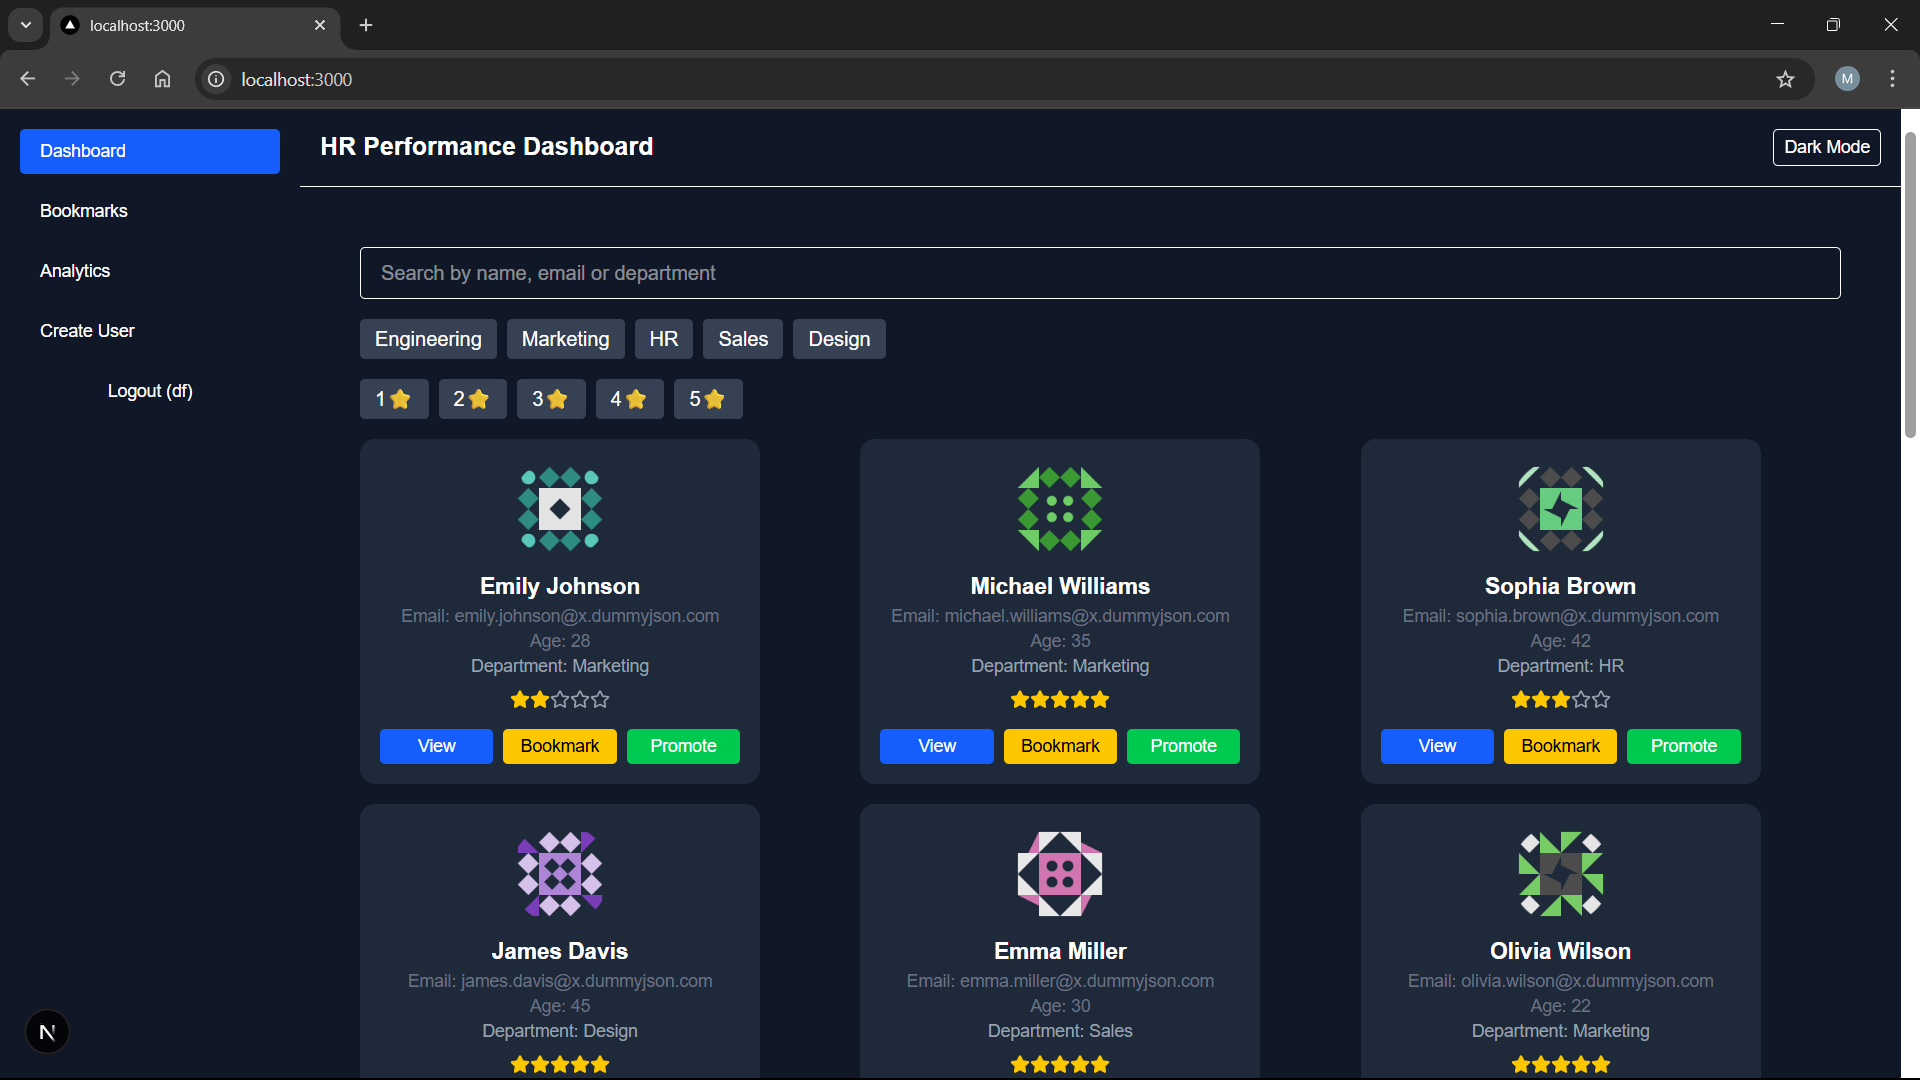 localhost:3000
localhost:3000
M
Dashboard
Bookmarks
Analytics
Create User
Logout (df)
HR Performance Dashboard
Dark Mode
Search by name, email or department
Engineering Marketing HR Sales Design
1 2 3 4 5
Emily Johnson
Email: emily.johnson@x.dummyjson.com
Age: 28
Department: Marketing
View Bookmark Promote
Michael Williams
Email: michael.williams@x.dummyjson.com
Age: 35
Department: Marketing
View Bookmark Promote
Sophia Brown
Email: sophia.brown@x.dummyjson.com
Age: 42
Department: HR
View Bookmark Promote
James Davis
Email: james.davis@x.dummyjson.com
Age: 45
Department: Design
Emma Miller
Email: emma.miller@x.dummyjson.com
Age: 30
Department: Sales
Olivia Wilson
Email: olivia.wilson@x.dummyjson.com
Age: 22
Department: Marketing
N